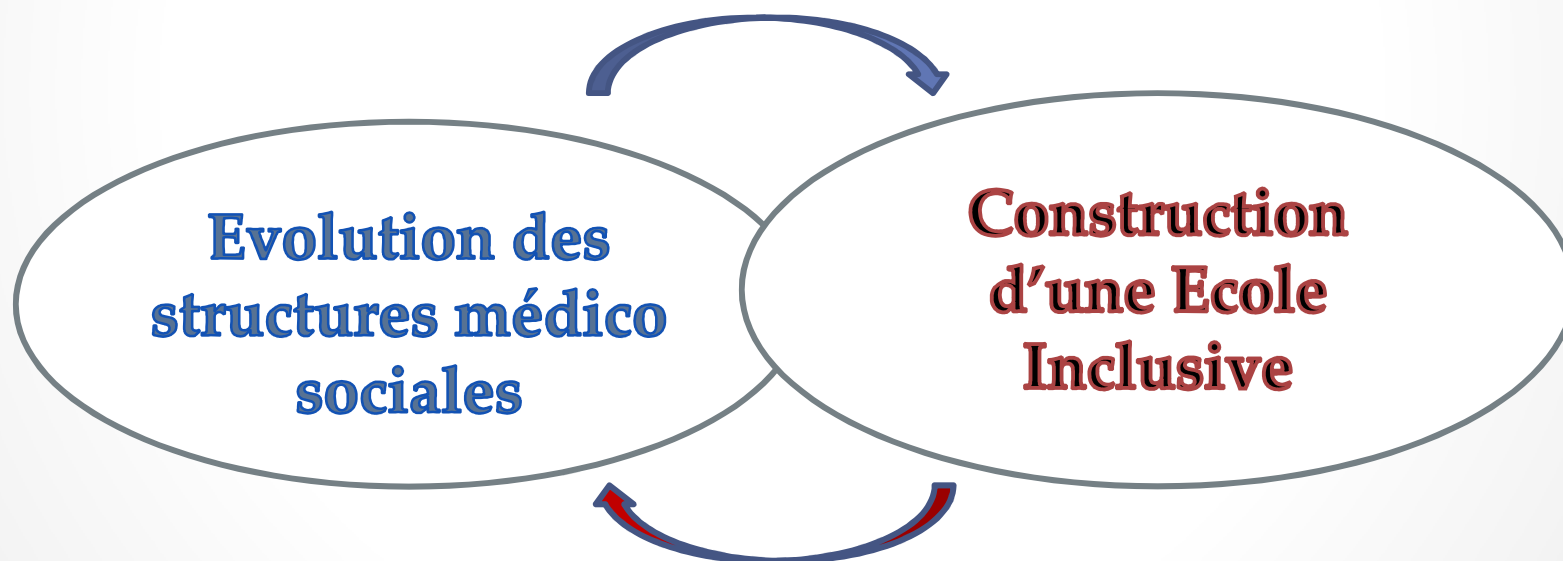 Evolution des
structures médico
sociales
Construction
d’une Ecole
Inclusive